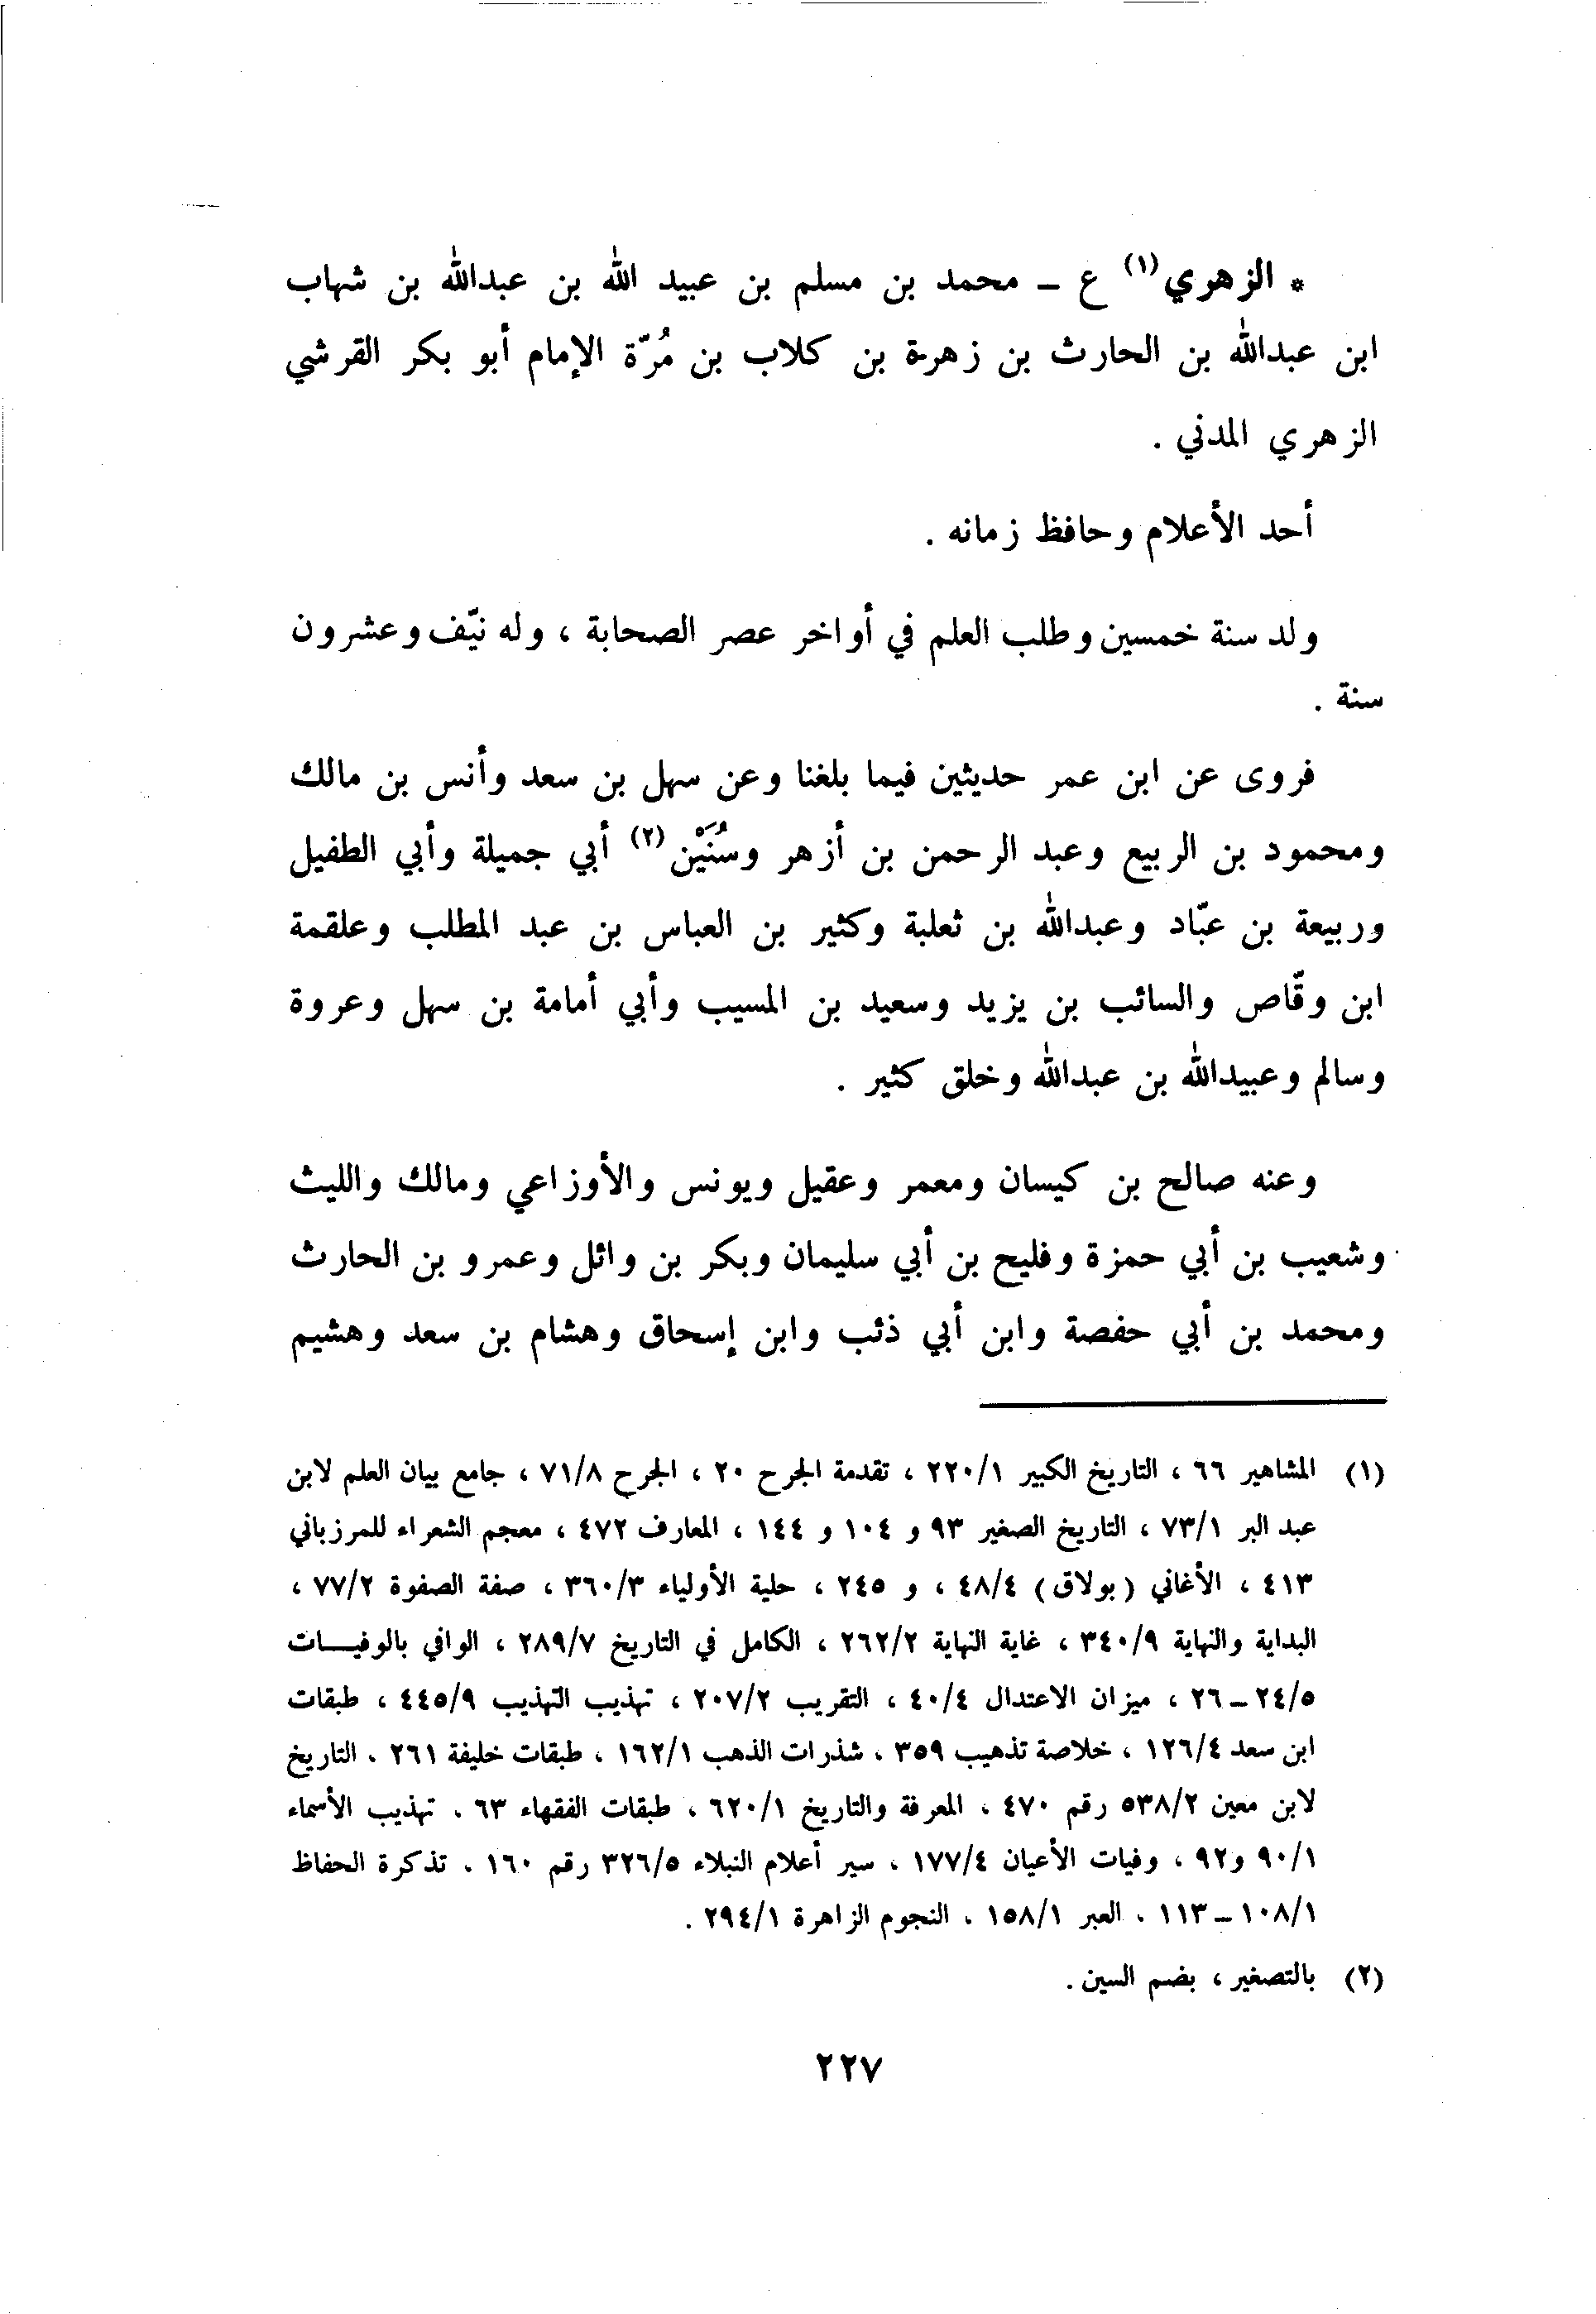 * الزهري(١) ع ـ محمد بن مسلم بن عبيد الله بن عبدالله بن شهاب
ابن عبدالله بن الحارث بن زهرة بن كلاب بن مُرّة الإمام أبو بكر القرشي
الزهري المدني .
أحد الأعلام وحافظ زمانه .
ولد سنة خمسين وطلب العلم في أواخر عصر الصحابة ، وله نيّف وعشرون
سنة .
فروى عن ابن عمر حديثين فيما بلغنا وعن سهل بن سعد وأنس بن مالك
ومحمود بن الربيع وعبد الرحمن بن أزهر وسُنَيْن(٢) أبي جميلة وأبي الطفيل
وربيعة بن عبّاد وعبدالله بن ثعلبة وكثير بن العباس بن عبد المطلب وعلقمة
ابن وقّاص والسائب بن يزيد وسعيد بن المسيب وأبي أمامة بن سهل وعروة
وسالم وعبيدالله بن عبدالله وخلق كثير .
وعنه صالح بن كيسان ومعمر وعقيل ويونس والأوزاعي ومالك والليث
وشعيب بن أبي حمزة وفليح بن أبي سليمان وبكر بن وائل وعمرو بن الحارث
ومحمد بن أبي حفصة وابن أبي ذئب وابن إسحاق وهشام بن سعد وهشيم
(١) المشاهير ٦٦ ، التاريخ الكبير ٢٢٠/١ ، تقدمة الجرح ٢٠ ، الجرح ٧١/٨ ، جامع بيان العلم لابن
عبد البر ٧٣/١ ، التاريخ الصغير ٩٣ و ١٠٤ و ١٤٤ ، المعارف ٤٧٢ ، معجم الشعراء للمرزباني
٤١٣ ، الأغاني (بولاق) ٤٨/٤ ، و ٢٤٥ ، حلية الأولياء ٣٦٠/٣ ، صفة الصفوة ٧٧/٢ ،
البداية والنهاية ٣٤٠/٩ ، غاية النهاية ٢٦٢/٢ ، الكامل في التاريخ ٢٨٩/٧ ، الوافي بالوفيــات
٢٤/٥ ـ ٢٦ ، ميزان الاعتدال ٤٠/٤ ، التقريب ٢٠٧/٢ ، تهذيب التهذيب ٤٤٥/٩ ، طبقات
ابن سعد ١٢٦/٤ ، خلاصة تذهيب ٣٥٩ ، شذرات الذهب ١٦٢/١ ، طبقات خليفة ٢٦١ ، التاريخ
لابن معين ٥٣٨/٢ رقم ٤٧٠ ، المعرفة والتاريخ ٦٢٠/١ ، طبقات الفقهاء ٦٣ ، تهذيب الأسماء
٩٠/١ و٩٢ ، وفيات الأعيان ١٧٧/٤ ، سير أعلام النبلاء ٣٢٦/٥ رقم ١٦٠ ، تذكرة الحفاظ
١٠٨/١ ـ ١١٣ ، العبر ١٥٨/١ ، النجوم الزاهرة ٢٩٤/١ .
(٢) بالتصغير ، بضم السين .
٢٢٧